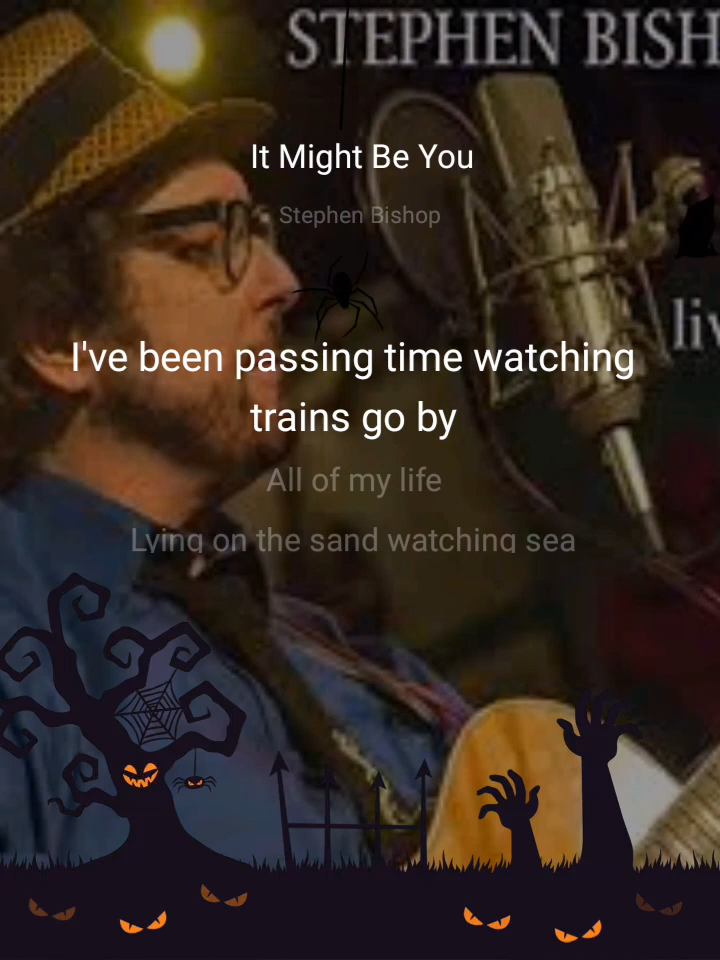 STEPHEN BISH
It Might Be You
Stephen Bishop
liv
I've been passing time watching
trains go by
All of my life
Lying on the sand watching sea